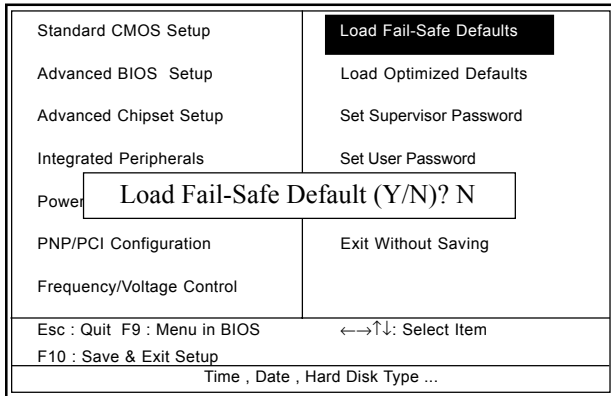 Standard CMOS Setup
Advanced BIOS Setup
Advanced Chipset Setup
Integrated Peripherals
Power
PNP/PCI Configuration
Frequency/Voltage Control
Load Fail-Safe Defaults
Load Optimized Defaults
Set Supervisor Password
Set User Password
Exit Without Saving
Load Fail-Safe Default (Y/N)? N
Esc : Quit F9 : Menu in BIOS
←→↑↓: Select Item
F10 : Save & Exit Setup
Time , Date , Hard Disk Type ...